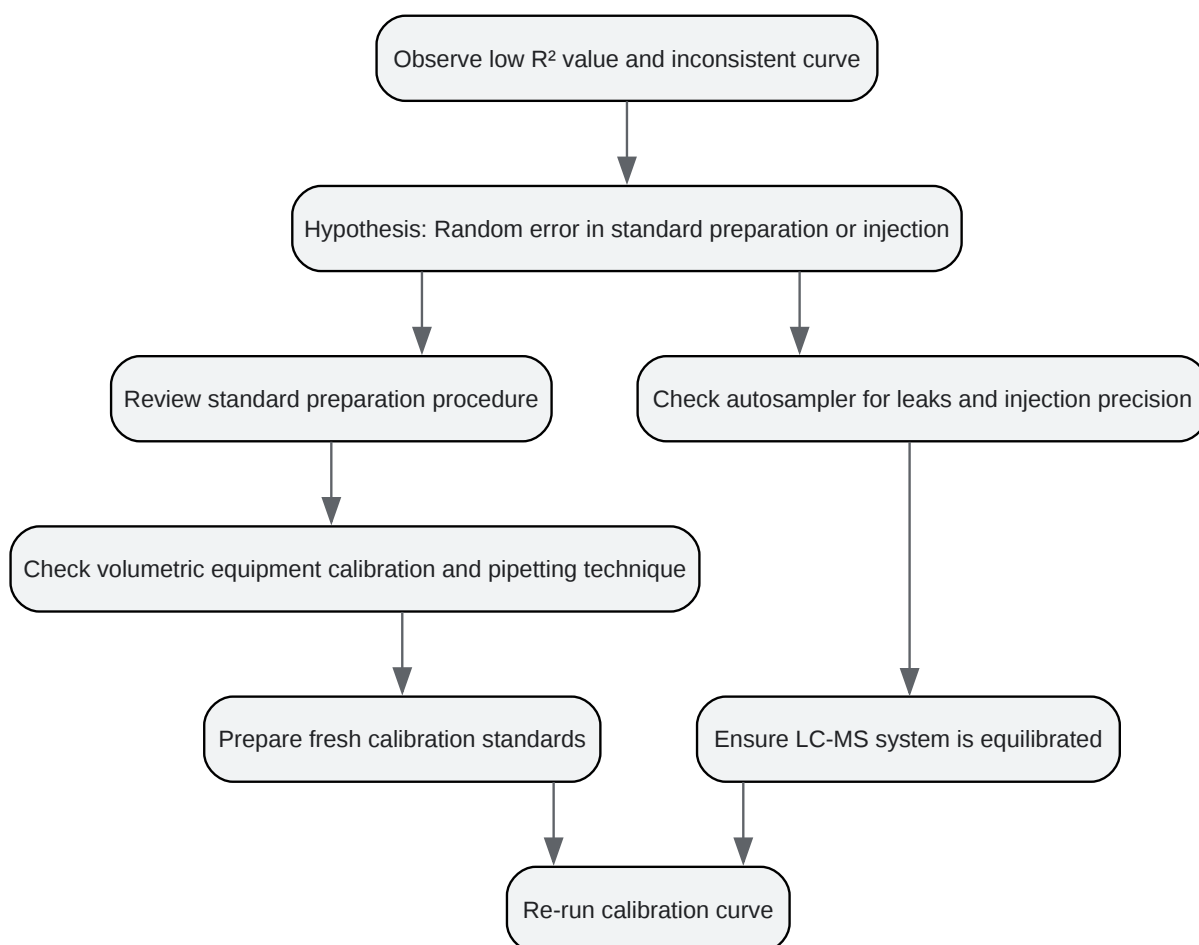 Observe low R² value and inconsistent curve
Hypothesis: Random error in standard preparation or injection
Review standard preparation procedure
Check autosampler for leaks and injection precision
Check volumetric equipment calibration and pipetting technique
Prepare fresh calibration standards
Ensure LC-MS system is equilibrated
Re-run calibration curve